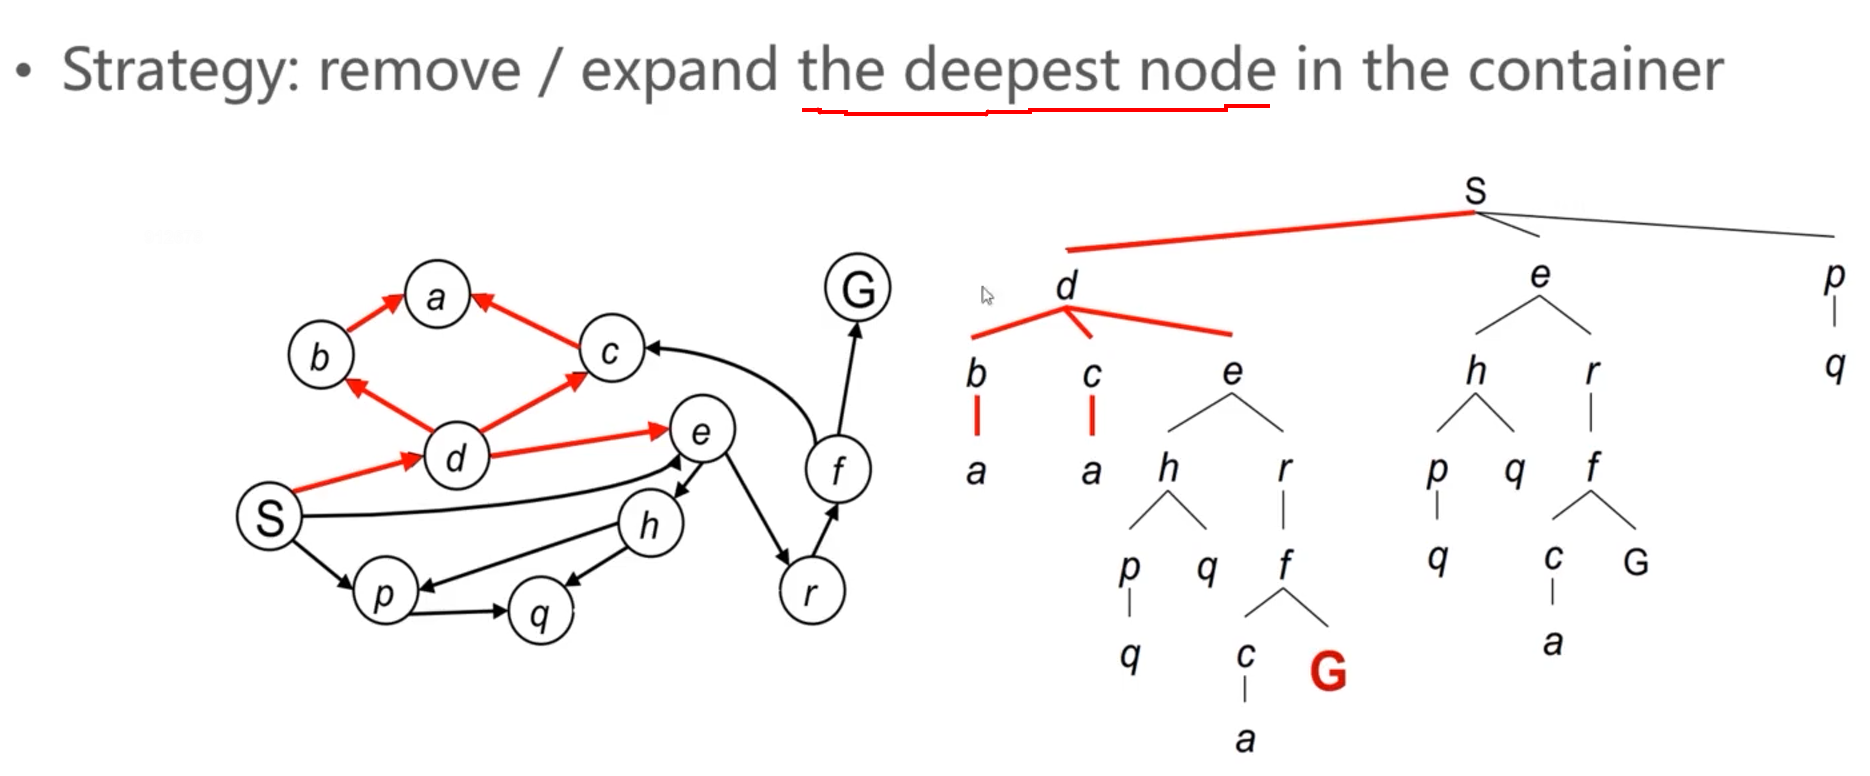 • Strategy: remove / expand the deepest node in the container
S
a
G
d
e
p
b
c
b
c
e
h
r
q
d
e
f
a
a
h
r
p
q
f
S
h
p
q
f
q
c
G
p
q
r
q
c
G
a
a